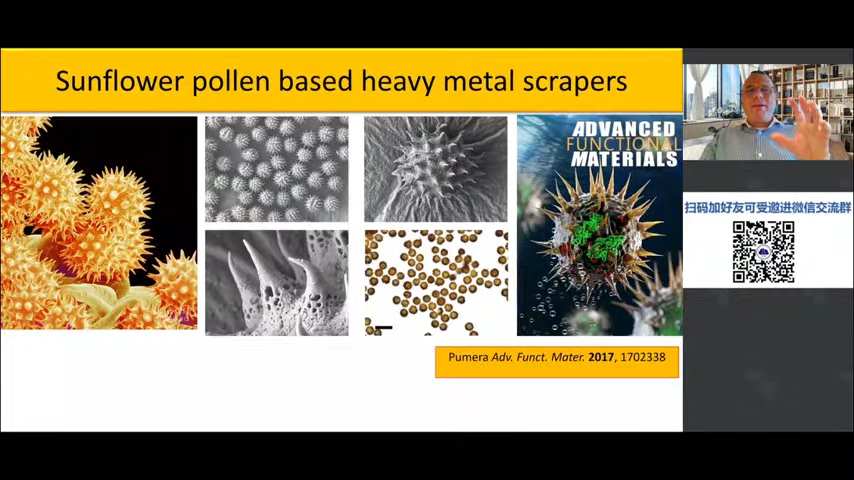 Sunflower pollen based heavy metal scrapers
ADVANCED
FUNCTIONAL
MATERIALS
扫码加好友可受邀进微信交流群
Pumera Adv. Funct. Mater. 2017, 1702338